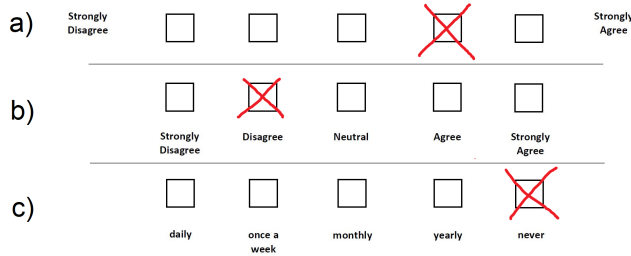 a) Strongly Disagree Strongly Agree
b)
Strongly Disagree Disagree Neutral Agree Strongly Agree
c)
daily once a week monthly yearly never